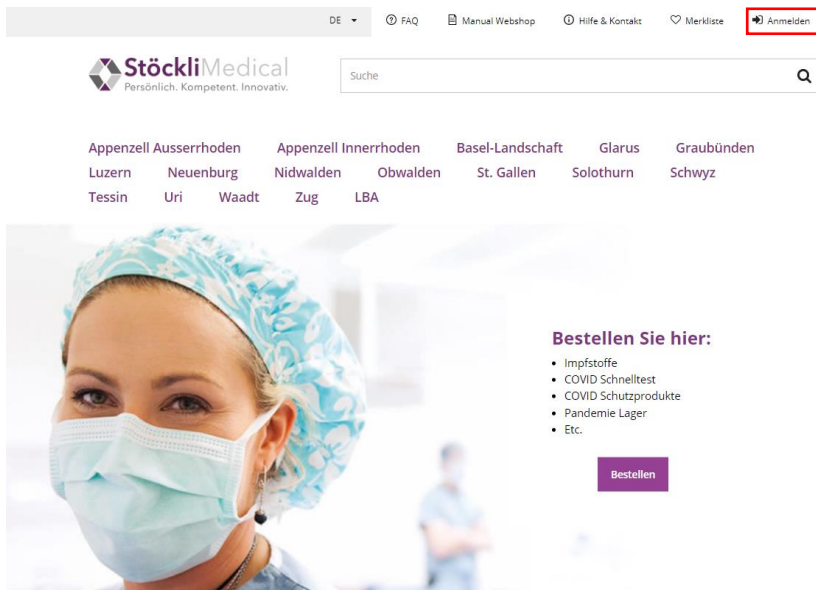 DE FAQ Manual Webshop Hilfe & Kontakt Merkliste Anmelden
StöckliMedical
Persönlich. Kompetent. Innovativ.
Suche
Appenzell Ausserrhoden Appenzell Innerrhoden Basel-Landschaft Glarus Graubünden
Luzern Neuenburg Nidwalden Obwalden St. Gallen Solothurn Schwyz
Tessin Uri Waadt Zug LBA
Bestellen Sie hier:
Impfstoffe
COVID Schnelltest
COVID Schutzprodukte
Pandemie Lager
Etc.
Bestellen